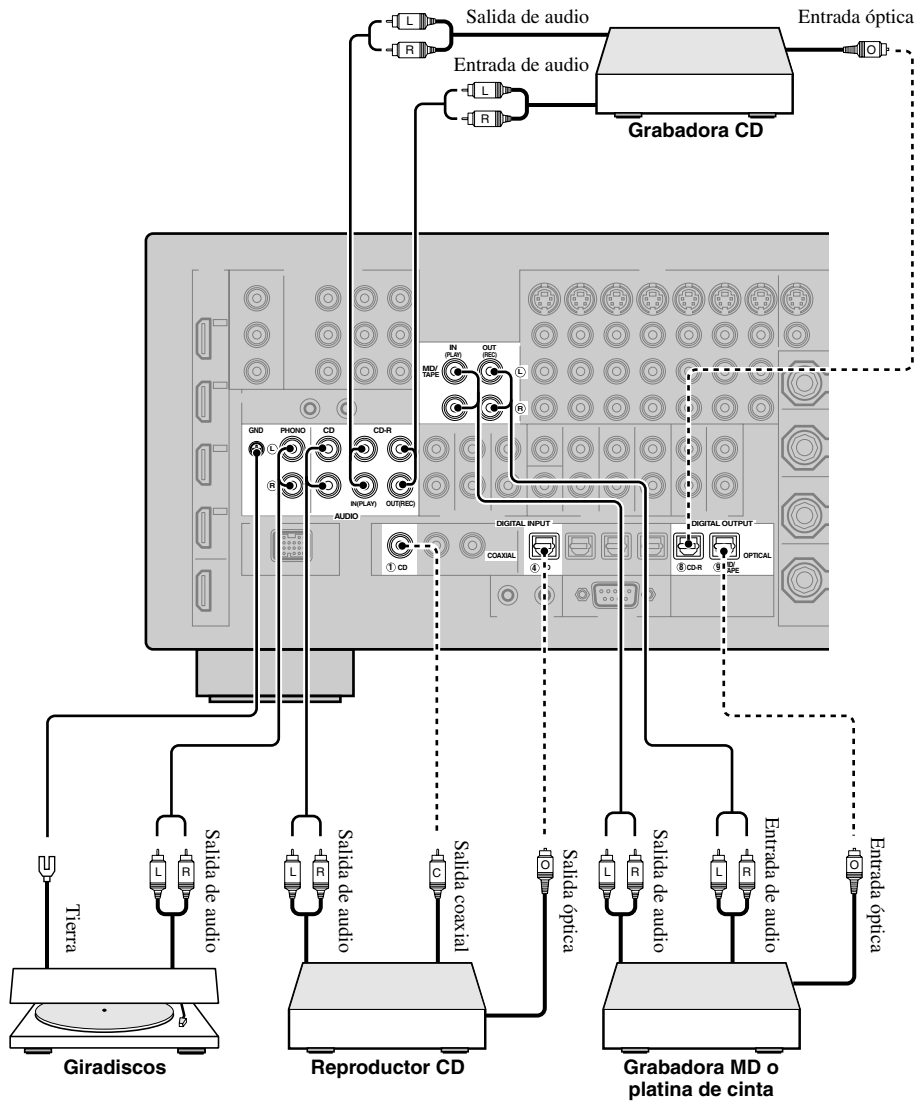 Salida de audio
L
R
Entrada óptica
O
Entrada de audio
L
R
Grabadora CD
IN
(PLAY)
OUT
(REC)
MD/
TAPE
L
R
GND
PHONO
CD
CD-R
L
R
IN(PLAY)
OUT(REC)
AUDIO
DIGITAL INPUT
DIGITAL OUTPUT
COAXIAL
OPTICAL
① CD
④
⑧ CD-R
⑨
TAPE
Tierra
L
R
Salida de audio
L
R
Salida de audio
C
Salida coaxial
O
Salida óptica
L
R
Salida de audio
L
R
Entrada de audio
O
Entrada óptica
Giradiscos
Reproductor CD
Grabadora MD o
platina de cinta